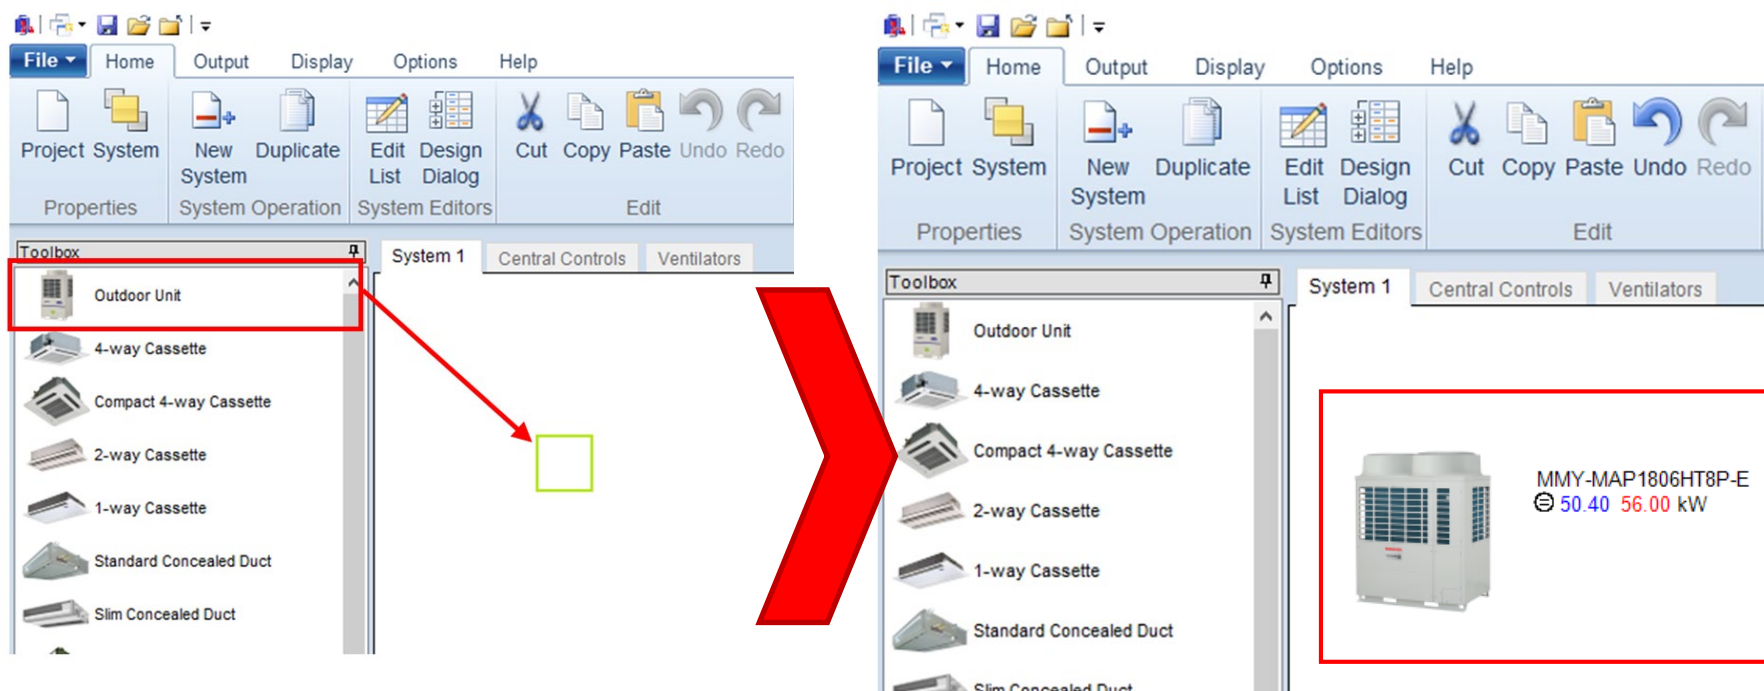 File Home Output Display Options Help
Project System New System Duplicate Edit List Design Dialog Cut Copy Paste Undo Redo
Properties System Operation System Editors Edit
Toolbox
System 1 Central Controls Ventilators
Outdoor Unit
4-way Cassette
Compact 4-way Cassette
2-way Cassette
1-way Cassette
Standard Concealed Duct
Slim Concealed Duct
File Home Output Display Options Help
Project System New System Duplicate Edit List Design Dialog Cut Copy Paste Undo Redo
Properties System Operation System Editors Edit
Toolbox
System 1 Central Controls Ventilators
Outdoor Unit
4-way Cassette
Compact 4-way Cassette
2-way Cassette
1-way Cassette
Standard Concealed Duct
Slim Concealed Duct
MMY-MAP1806HT8P-E
50.40 56.00 kW